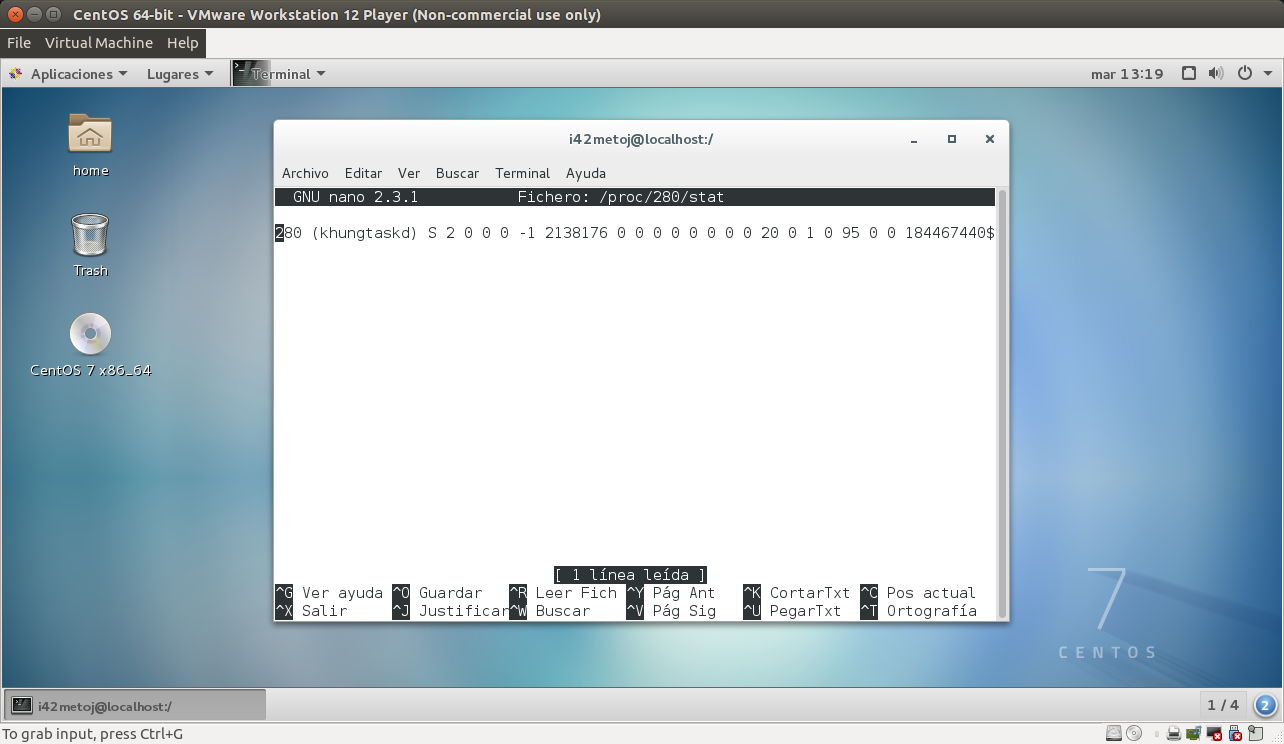 CentOS 64-bit - VMware Workstation 12 Player (Non-commercial use only)
File Virtual Machine Help
Aplicaciones Lugares Terminal mar 13:19
home
Trash
CentOS 7 x86_64
i42metoj@localhost:/
Archivo Editar Ver Buscar Terminal Ayuda
GNU nano 2.3.1 Fichero: /proc/280/stat
280 (khungtaskd) S 2 0 0 0 -1 2138176 0 0 0 0 0 0 0 0 20 0 1 0 95 0 0 184467440$
[ 1 línea leída ]
^G Ver ayuda ^O Guardar ^R Leer Fich ^Y Pág Ant ^K CortarTxt ^C Pos actual
^X Salir ^J Justificar ^W Buscar ^V Pág Sig ^U PegarTxt ^T Ortografía
7
CENTOS
i42metoj@localhost:/ 1 / 4 2
To grab input, press Ctrl+G